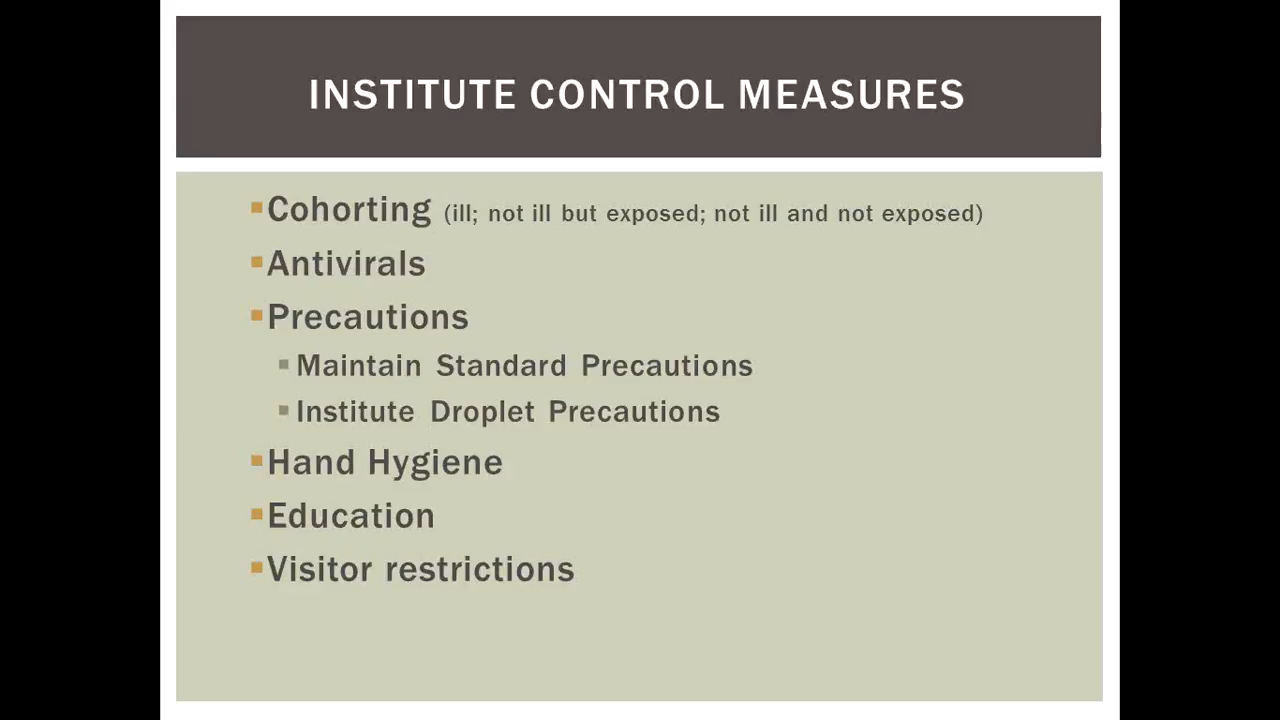 INSTITUTE CONTROL MEASURES
Cohorting (ill; not ill but exposed; not ill and not exposed)
Antivirals
Precautions
Maintain Standard Precautions
Institute Droplet Precautions
Hand Hygiene
Education
Visitor restrictions